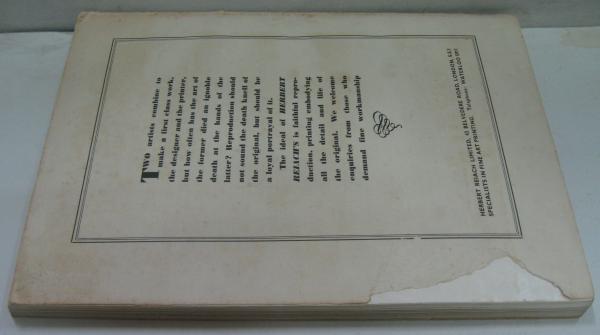 TWO artists combine to
make a first class work,
the designer and the printer,
but how often has the art of
the former died an ignoble
death at the hands of the
latter? Reproduction should
not sound the death knell of
the original, but should be
a loyal portrayal of it.
The ideal of HERBERT
REIACH'S is faithful repro-
duction, printing embodying
all the detail and life of
the original. We welcome
enquiries from those who
demand fine workmanship
HERBERT REIACH LIMITED, 10 BELVEDERE ROAD, LONDON, S.E.1
SPECIALISTS IN FINE ART PRINTING. Telephone: WATERLOO